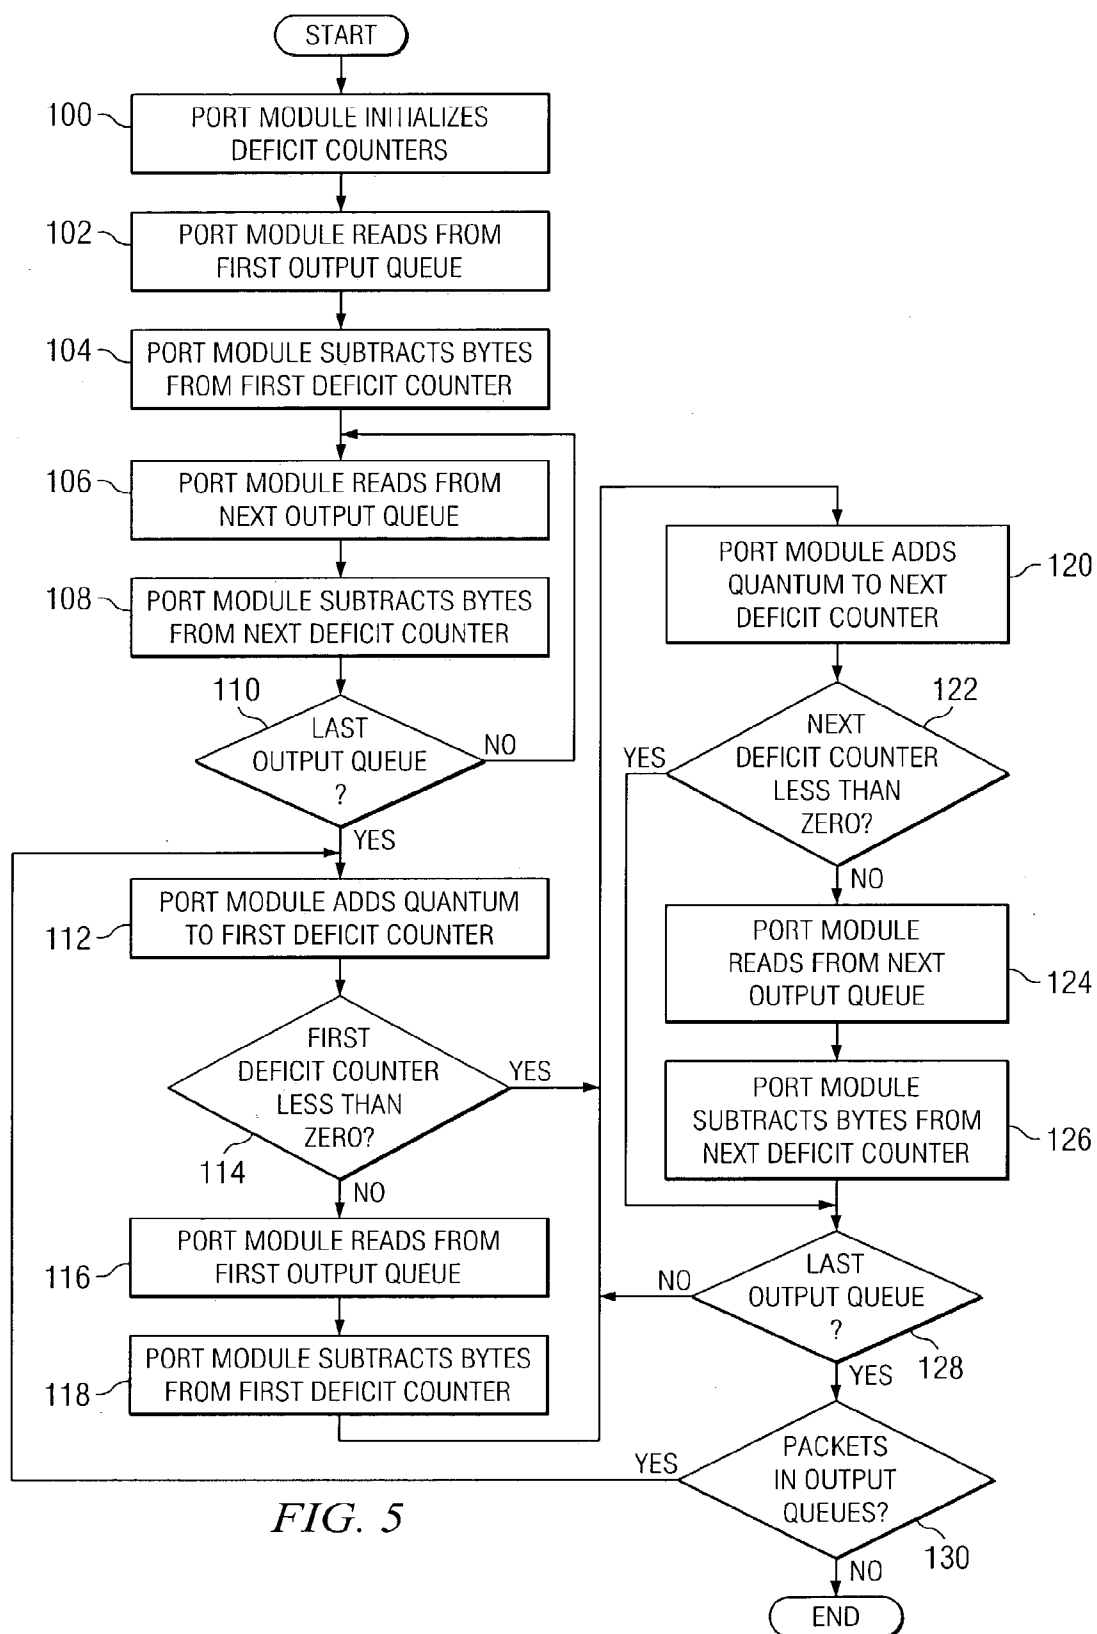 START
100
PORT MODULE INITIALIZES
DEFICIT COUNTERS
102
PORT MODULE READS FROM
FIRST OUTPUT QUEUE
104
PORT MODULE SUBTRACTS BYTES
FROM FIRST DEFICIT COUNTER
106
PORT MODULE READS FROM
NEXT OUTPUT QUEUE
108
PORT MODULE SUBTRACTS BYTES
FROM NEXT DEFICIT COUNTER
110
LAST
OUTPUT QUEUE
?
NO
YES
112
PORT MODULE ADDS QUANTUM
TO FIRST DEFICIT COUNTER
FIRST
DEFICIT COUNTER
LESS THAN
ZERO?
YES
114
NO
116
PORT MODULE READS FROM
FIRST OUTPUT QUEUE
118
PORT MODULE SUBTRACTS BYTES
FROM FIRST DEFICIT COUNTER
PORT MODULE ADDS
QUANTUM TO NEXT
DEFICIT COUNTER
120
122
NEXT
DEFICIT COUNTER
LESS THAN
ZERO?
YES
NO
PORT MODULE
READS FROM NEXT
OUTPUT QUEUE
124
PORT MODULE
SUBTRACTS BYTES FROM
NEXT DEFICIT COUNTER
126
LAST
OUTPUT QUEUE
?
NO
128
YES
PACKETS
IN OUTPUT
QUEUES?
YES
130
NO
END
FIG. 5